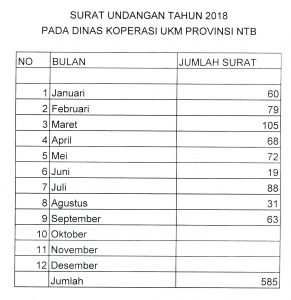 SURAT UNDANGAN TAHUN 2018
PADA DINAS KOPERASI UKM PROVINSI NTB
NO BULAN JUMLAH SURAT
1 Januari 60
2 Februari 79
3 Maret 105
4 April 68
5 Mei 72
6 Juni 19
7 Juli 88
8 Agustus 31
9 September 63
10 Oktober
11 November
12 Desember
Jumlah 585